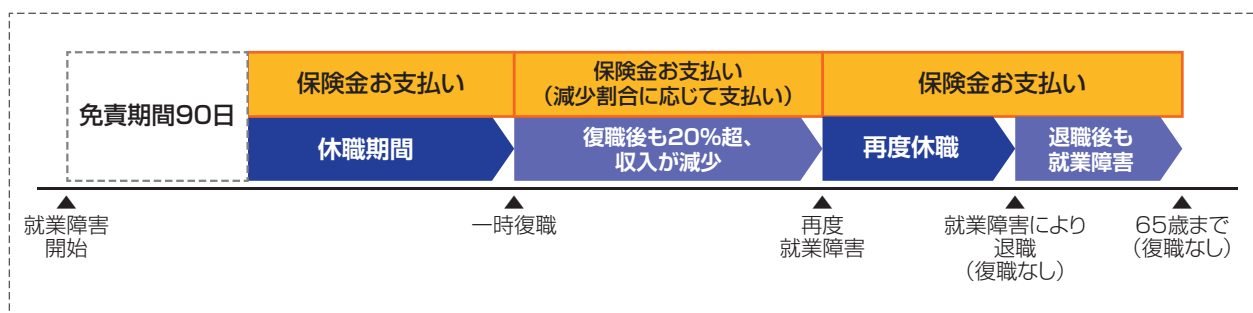 免責期間90日
保険金お支払い
保険金お支払い
（減少割合に応じて支払い）
保険金お支払い
休職期間
復職後も20%超、
収入が減少
再度休職
退職後も
就業障害
就業障害
開始
一時復職
再度
就業障害
就業障害により
退職
（復職なし）
65歳まで
（復職なし）